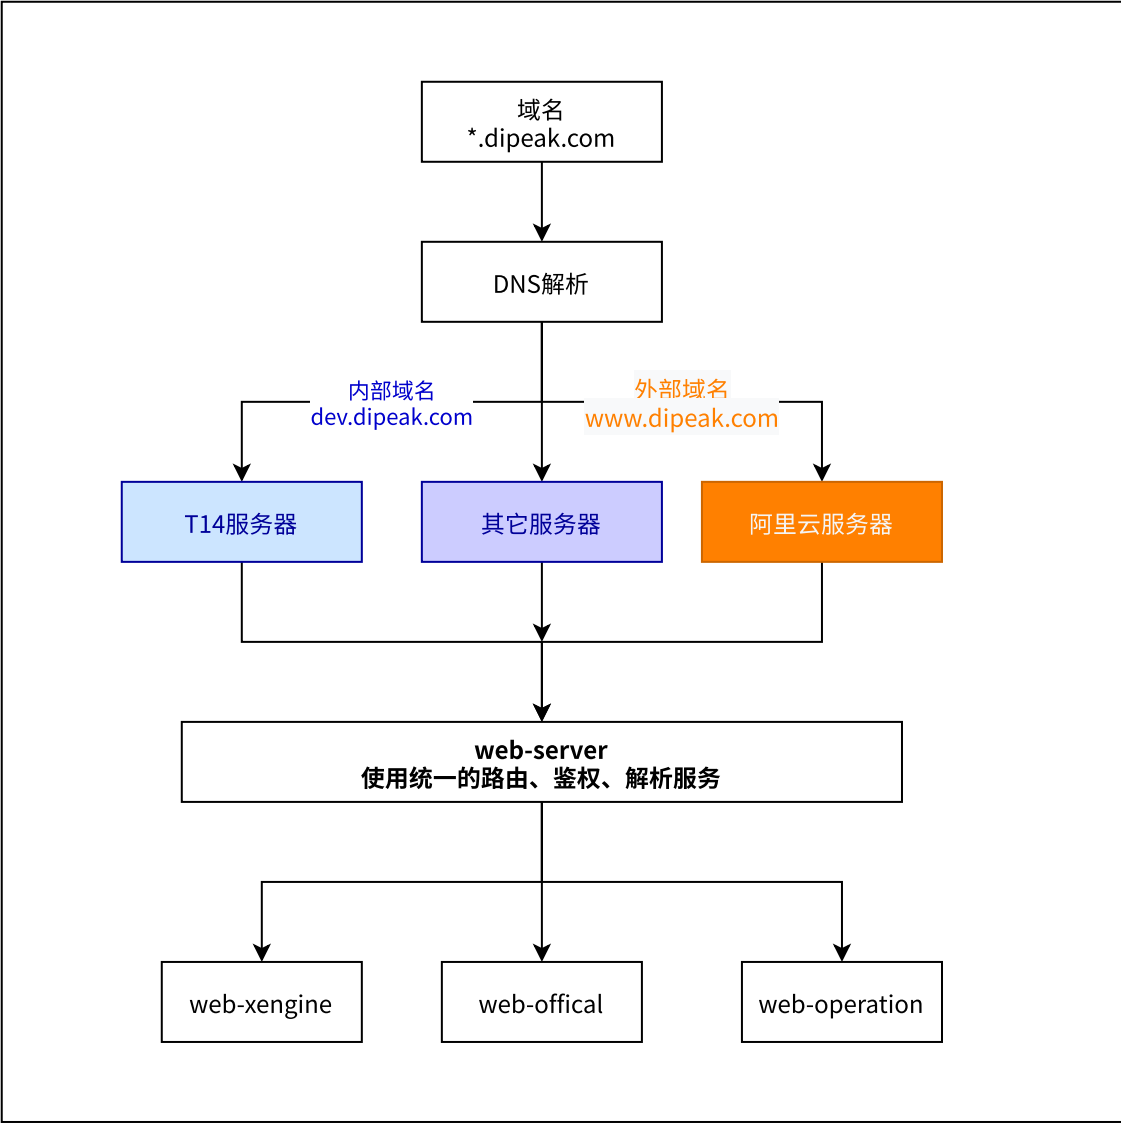 域名
*.dipeak.com
DNS解析
内部域名
dev.dipeak.com
外部域名
www.dipeak.com
T14服务器
其它服务器
阿里云服务器
web-server
使用统一的路由、鉴权、解析服务
web-xengine
web-offical
web-operation